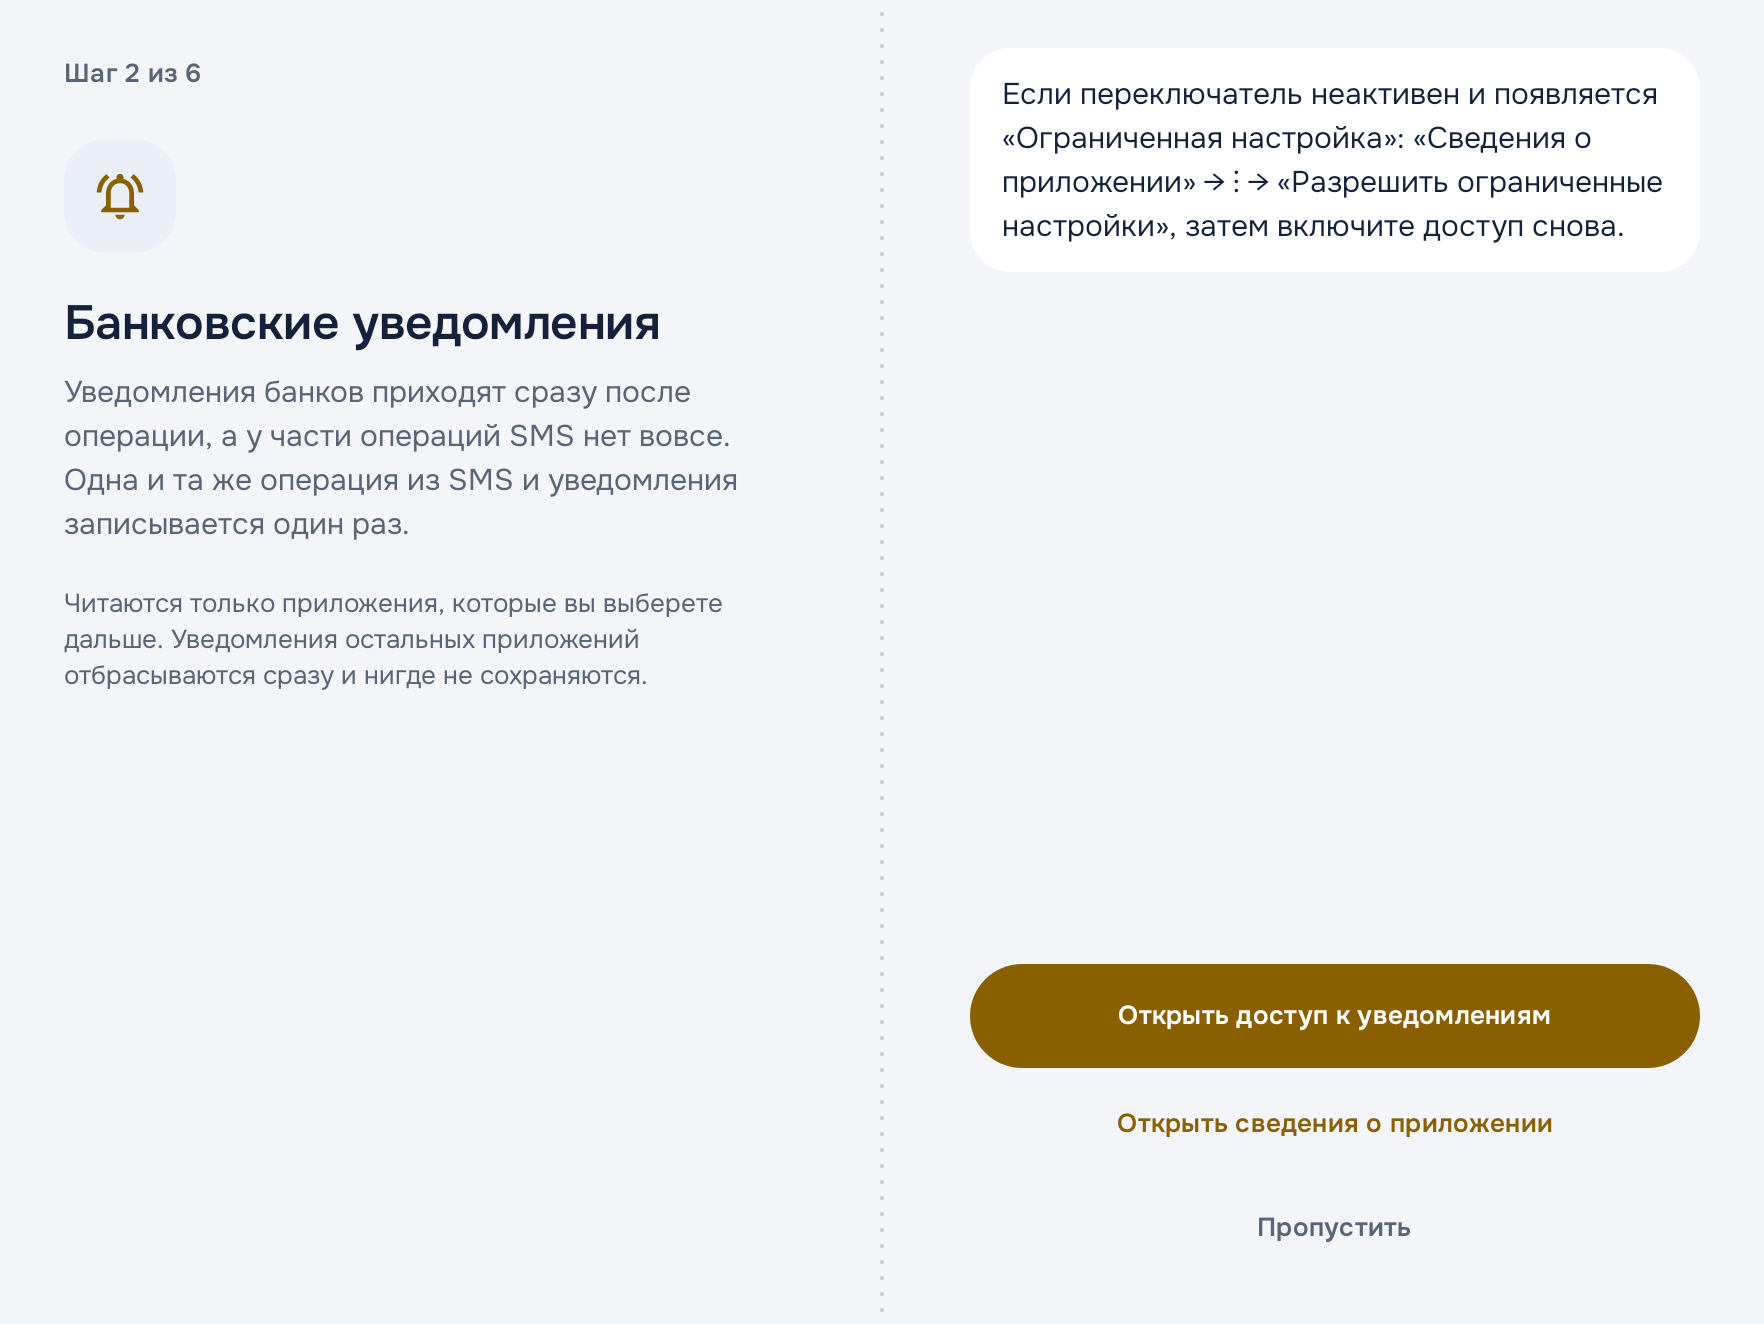 Шаг 2 из 6
Банковские уведомления
Уведомления банков приходят сразу после
операции, а у части операций SMS нет вовсе.
Одна и та же операция из SMS и уведомления
записывается один раз.
Читаются только приложения, которые вы выберете
дальше. Уведомления остальных приложений
отбрасываются сразу и нигде не сохраняются.
Если переключатель неактивен и появляется
«Ограниченная настройка»: «Сведения о
приложении» → ⋮ → «Разрешить ограниченные
настройки», затем включите доступ снова.
Открыть доступ к уведомлениям
Открыть сведения о приложении
Пропустить